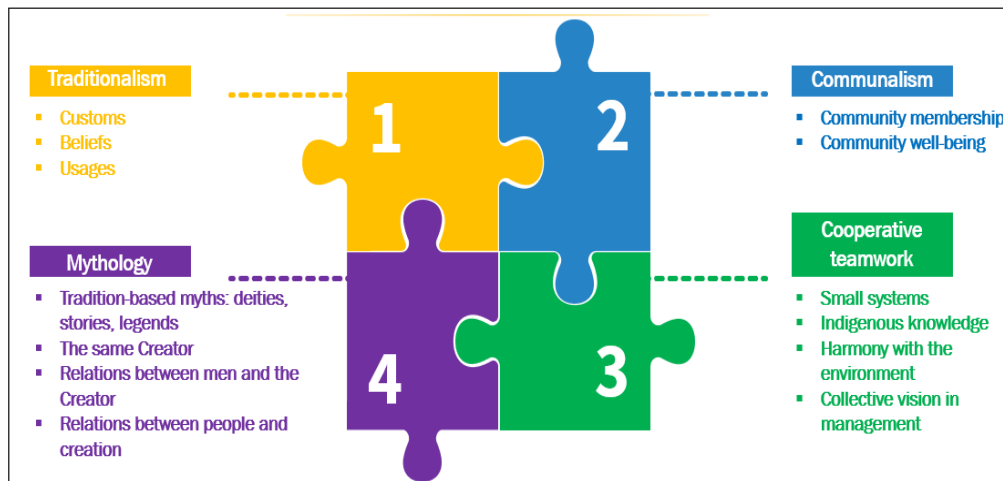 Traditionalism
▪ Customs
▪ Beliefs
▪ Usages
1
2
Communalism
▪ Community membership
▪ Community well-being
Mythology
▪ Tradition-based myths: deities,
stories, legends
▪ The same Creator
▪ Relations between men and the
Creator
▪ Relations between people and
creation
4
3
Cooperative
teamwork
▪ Small systems
▪ Indigenous knowledge
▪ Harmony with the
environment
▪ Collective vision in
management